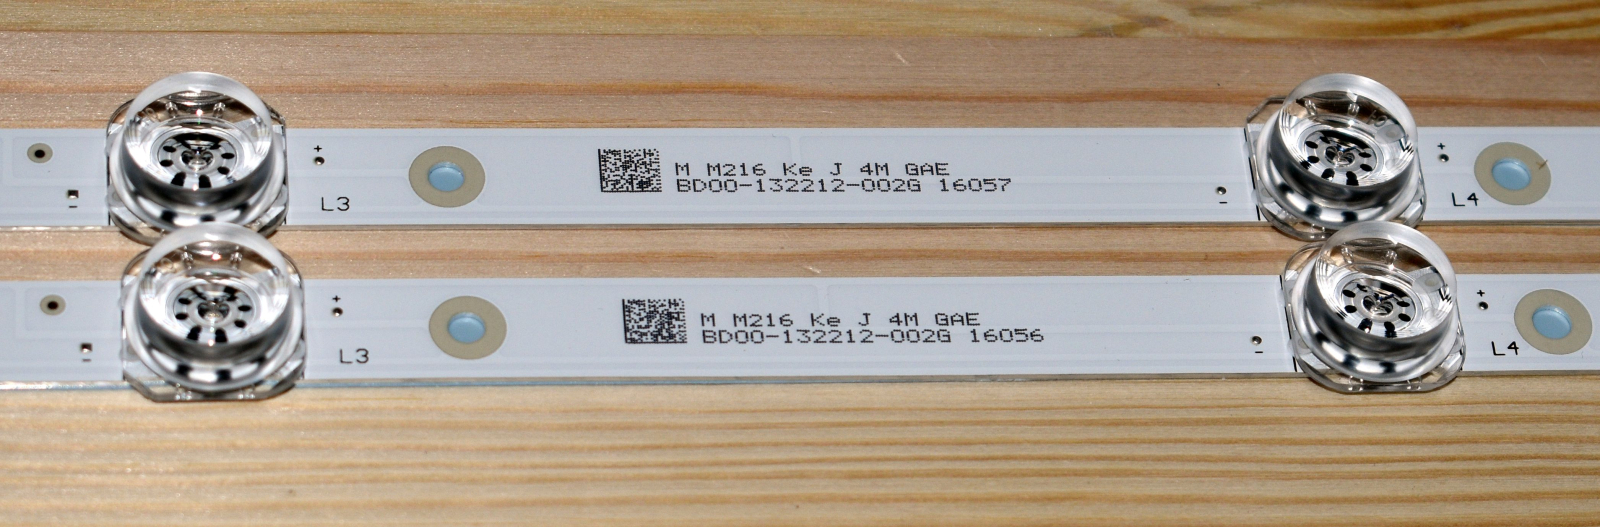 M M216 Ke J 4M GAE
BD00-132212-002G 16057
+
-
L3
+
-
L4
M M216 Ke J 4M GAE
BD00-132212-002G 16056
+
-
L3
+
-
L4